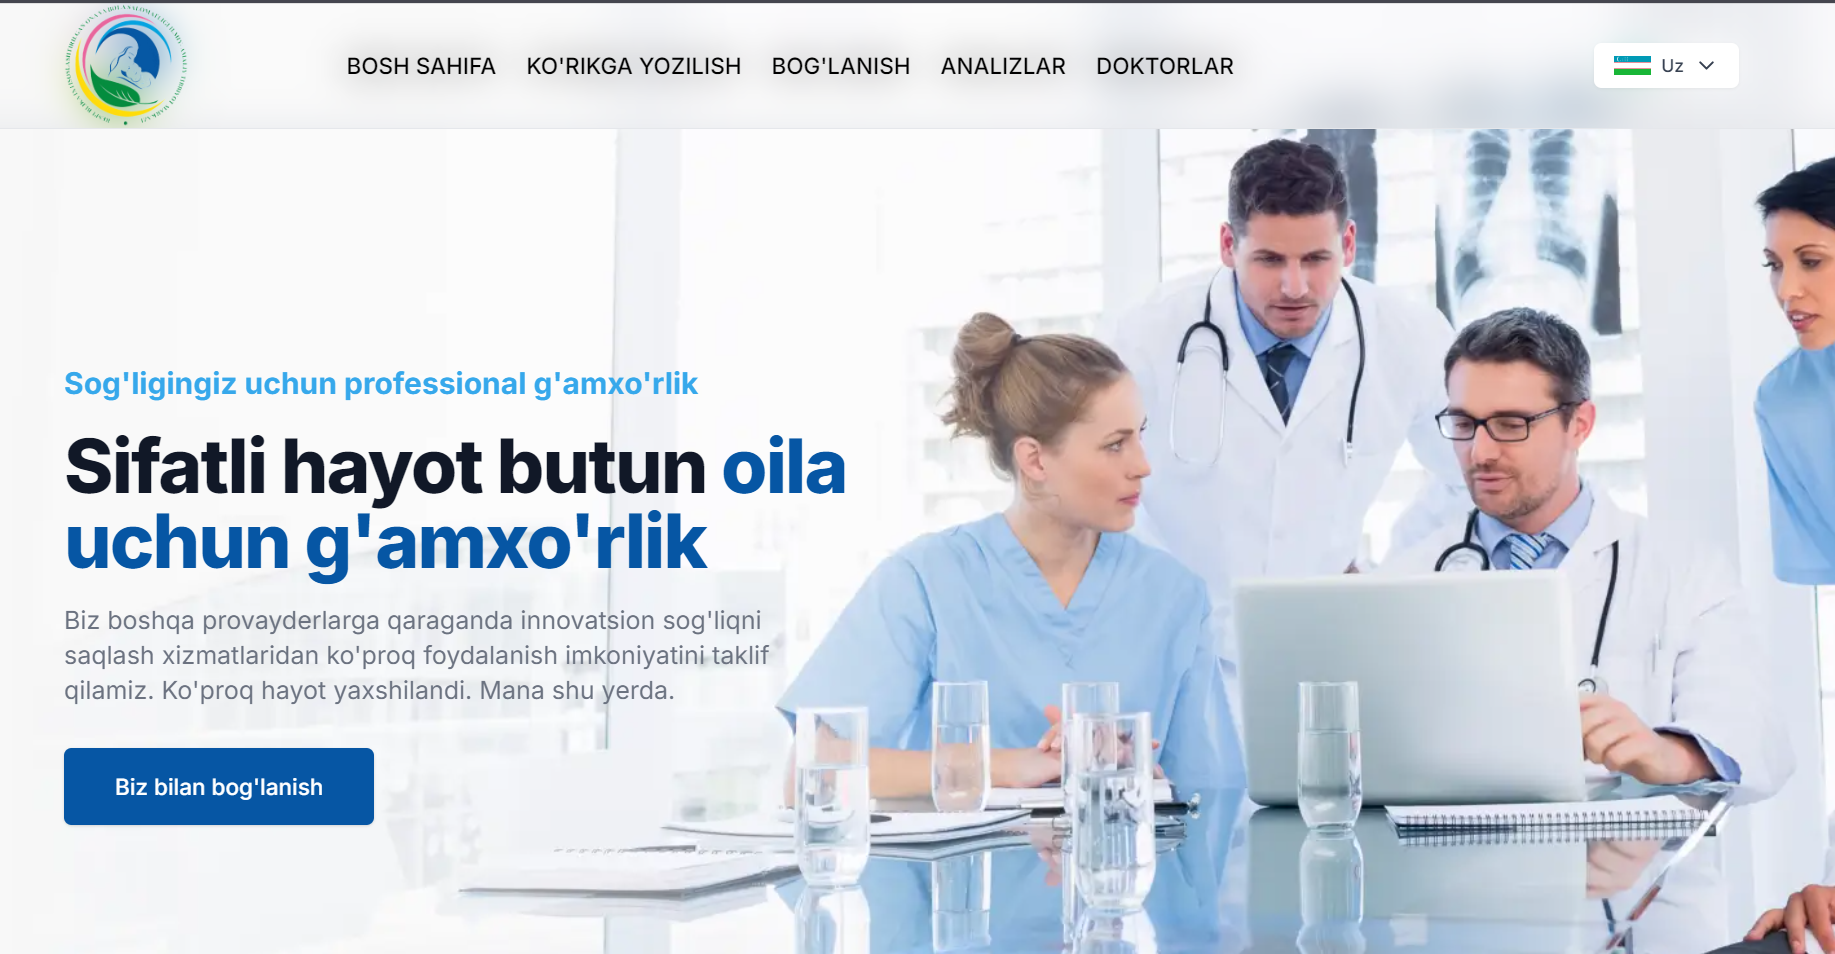 BOSH SAHIFA KO'RIKGA YOZILISH BOG'LANISH ANALIZLAR DOKTORLAR
Uz
Sog'ligingiz uchun professional g'amxo'rlik
Sifatli hayot butun oila
uchun g'amxo'rlik
Biz boshqa provayderlarga qaraganda innovatsion sog'liqni
saqlash xizmatlaridan ko'proq foydalanish imkoniyatini taklif
qilamiz. Ko'proq hayot yaxshilandi. Mana shu yerda.
Biz bilan bog'lanish